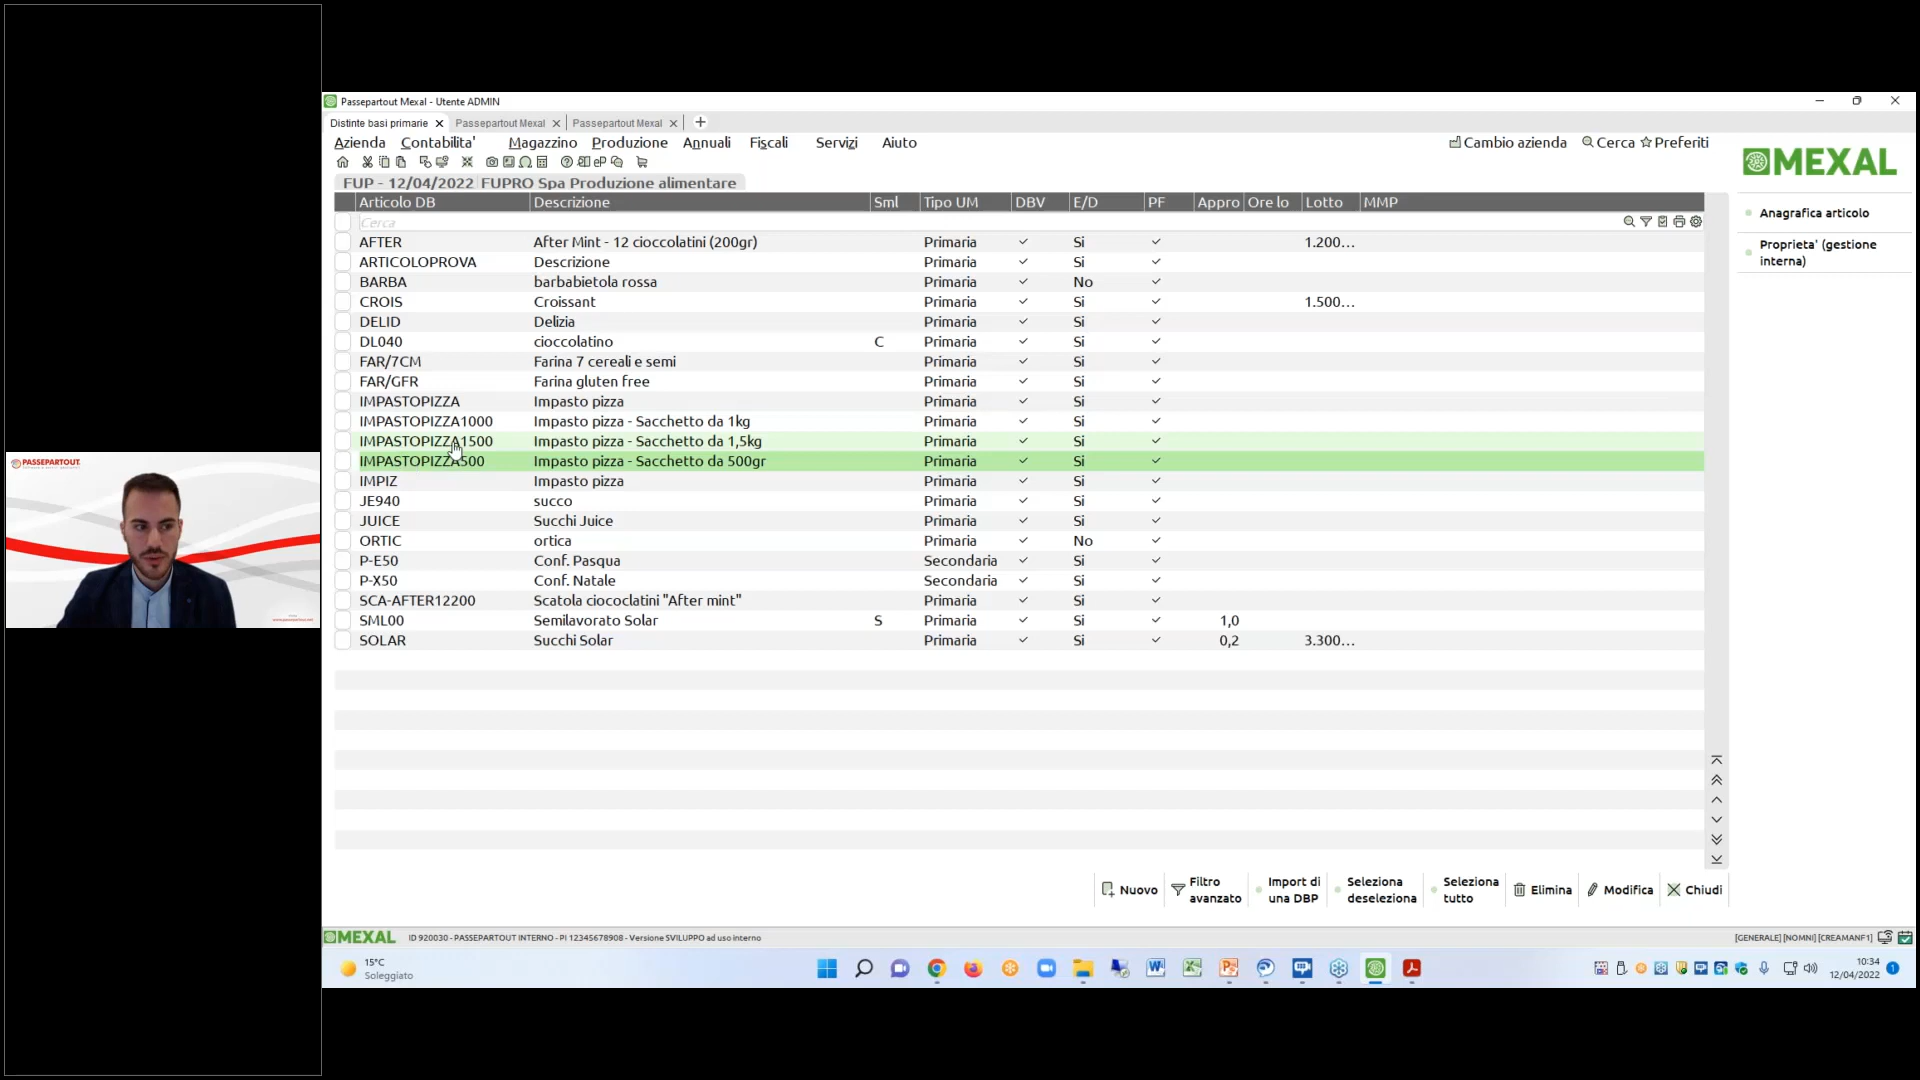 Passepartout Mexal - Utente ADMIN
Distinte basi primarie Passepartout Mexal Passepartout Mexal
Azienda Contabilita' Magazzino Produzione Annuali Fiscali Servizi Aiuto Cambio azienda Cerca Preferiti
MEXAL
FUP - 12/04/2022 FUPRO Spa Produzione alimentare
Articolo DB Descrizione Sml Tipo UM DBV E/D PF Appro Ore lo Lotto MMP
Cerca
AFTER After Mint - 12 cioccolatini (200gr) Primaria Si 1.200...
ARTICOLOPROVA Descrizione Primaria Si
BARBA barbabietola rossa Primaria No
CROIS Croissant Primaria Si 1.500...
DELID Delizia Primaria Si
DL040 cioccolatino C Primaria Si
FAR/7CM Farina 7 cereali e semi Primaria Si
FAR/GFR Farina gluten free Primaria Si
IMPASTOPIZZA Impasto pizza Primaria Si
IMPASTOPIZZA1000 Impasto pizza - Sacchetto da 1kg Primaria Si
IMPASTOPIZZA1500 Impasto pizza - Sacchetto da 1,5kg Primaria Si
IMPASTOPIZZA500 Impasto pizza - Sacchetto da 500gr Primaria Si
IMPIZ Impasto pizza Primaria Si
JE940 succo Primaria Si
JUICE Succhi Juice Primaria Si
ORTIC ortica Primaria No
P-E50 Conf. Pasqua Secondaria Si
P-X50 Conf. Natale Secondaria Si
SCA-AFTER12200 Scatola ciococlatini "After mint" Primaria Si
SML00 Semilavorato Solar S Primaria Si 1,0
SOLAR Succhi Solar Primaria Si 0,2 3.300...
Anagrafica articolo
Proprieta' (gestione
interna)
PASSEPARTOUT
Nuovo
Filtro
avanzato
Import di
una DBP
Seleziona
deseleziona
Seleziona
tutto
Elimina
Modifica
Chiudi
MEXAL ID 920030 - PASSEPARTOUT INTERNO - PI 12345678908 - Versione SVILUPPO ad uso interno
[GENERALE] [NOMNI] [CREAMANF1]
15°C
Soleggiato
10:34
12/04/2022
1